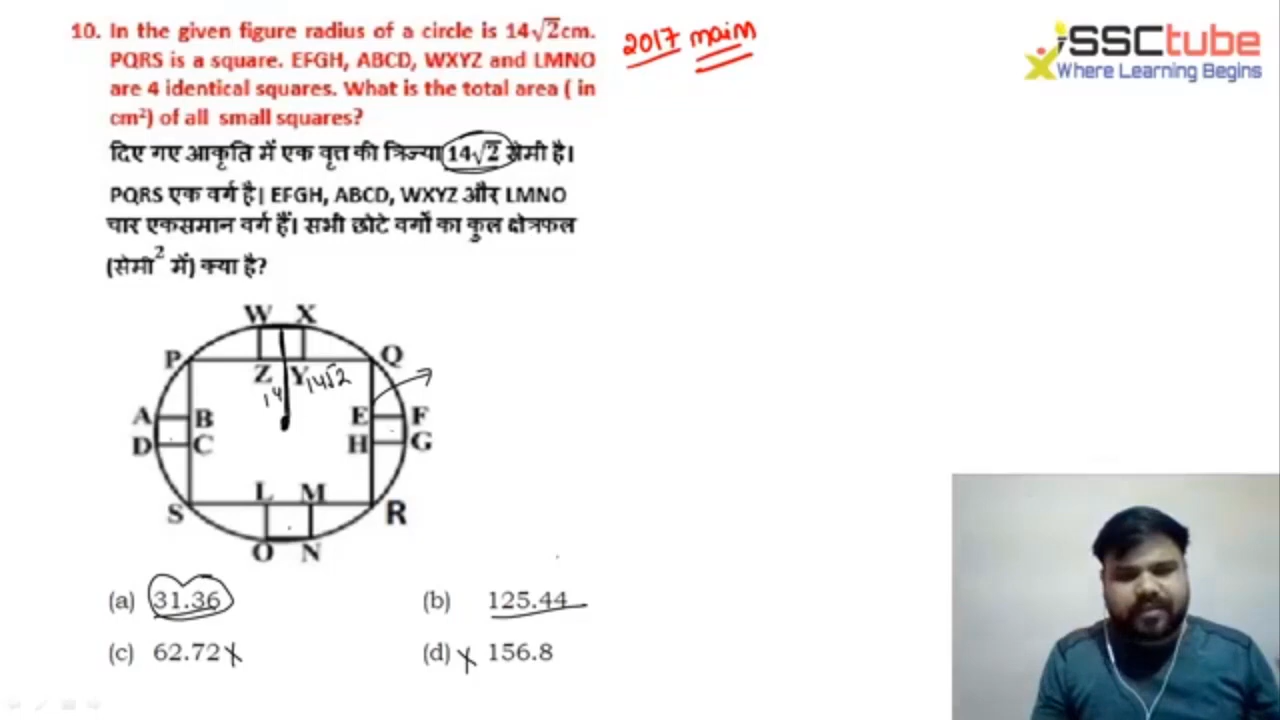 10. In the given figure radius of a circle is 14√2cm.
PQRS is a square. EFGH, ABCD, WXYZ and LMNO
are 4 identical squares. What is the total area ( in
cm²) of all small squares?
2017 maim
iSSCtube
Where Learning Begins
दिए गए आकृति में एक वृत्त की त्रिज्या 14√2 सेमी है।
PQRS एक वर्ग है। EFGH, ABCD, WXYZ और LMNO
चार एकसमान वर्ग हैं। सभी छोटे वर्गों का कुल क्षेत्रफल
(सेमी² में) क्या है?
W X
P Q
Z Y
14 14√2
A B E F
D C H G
L M
S R
O N
(a) 31.36 (b) 125.44
(c) 62.72 (d) 156.8